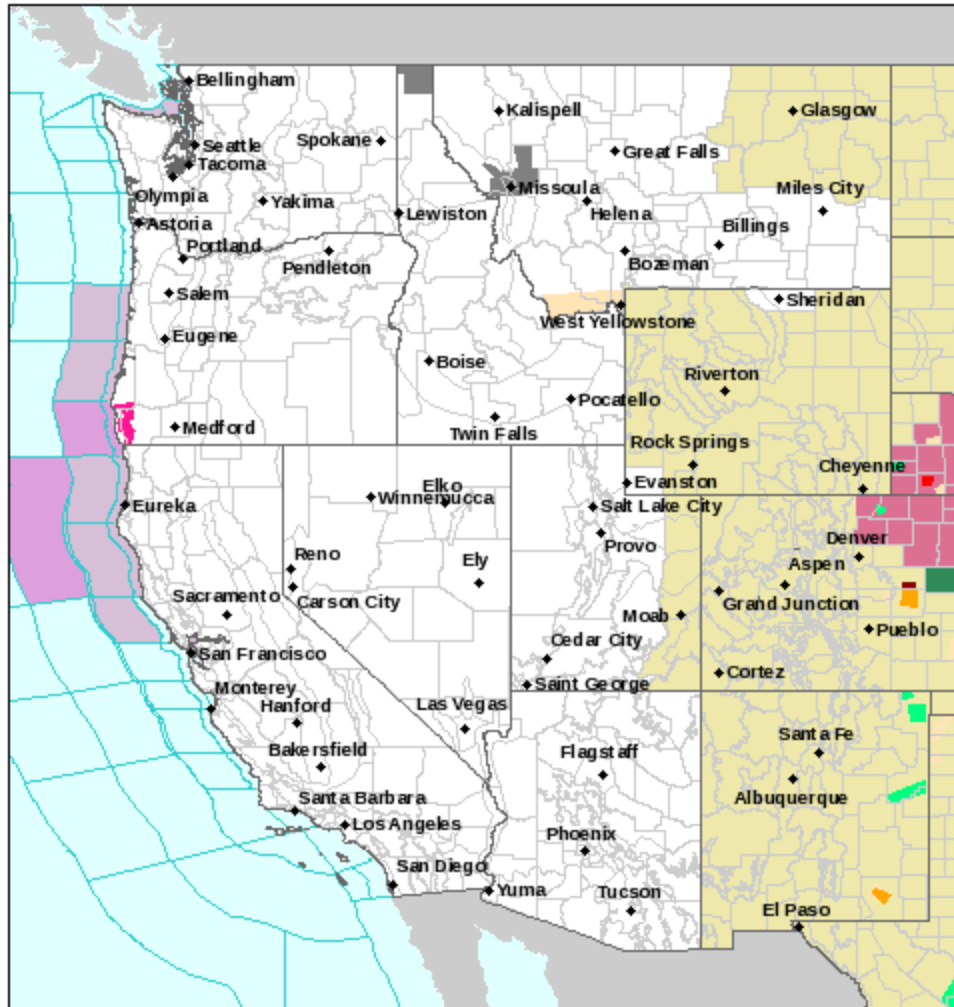 Bellingham
Kalispell
Glasgow
Seattle
Spokane
Great Falls
Tacoma
Missoula
Miles City
Olympia
Yakima
Lewiston
Helena
Astoria
Billings
Portland
Pendleton
Bozeman
Salem
Sheridan
West Yellowstone
Eugene
Boise
Riverton
Pocatello
Medford
Twin Falls
Rock Springs
Cheyenne
Elko
Evanston
Winnemucca
Eureka
Salt Lake City
Denver
Provo
Reno
Ely
Aspen
Sacramento
Carson City
Grand Junction
Moab
Pueblo
Cedar City
San Francisco
Cortez
Saint George
Monterey
Hanford
Las Vegas
Santa Fe
Bakersfield
Flagstaff
Santa Barbara
Albuquerque
Los Angeles
Phoenix
San Diego
Yuma
Tucson
El Paso